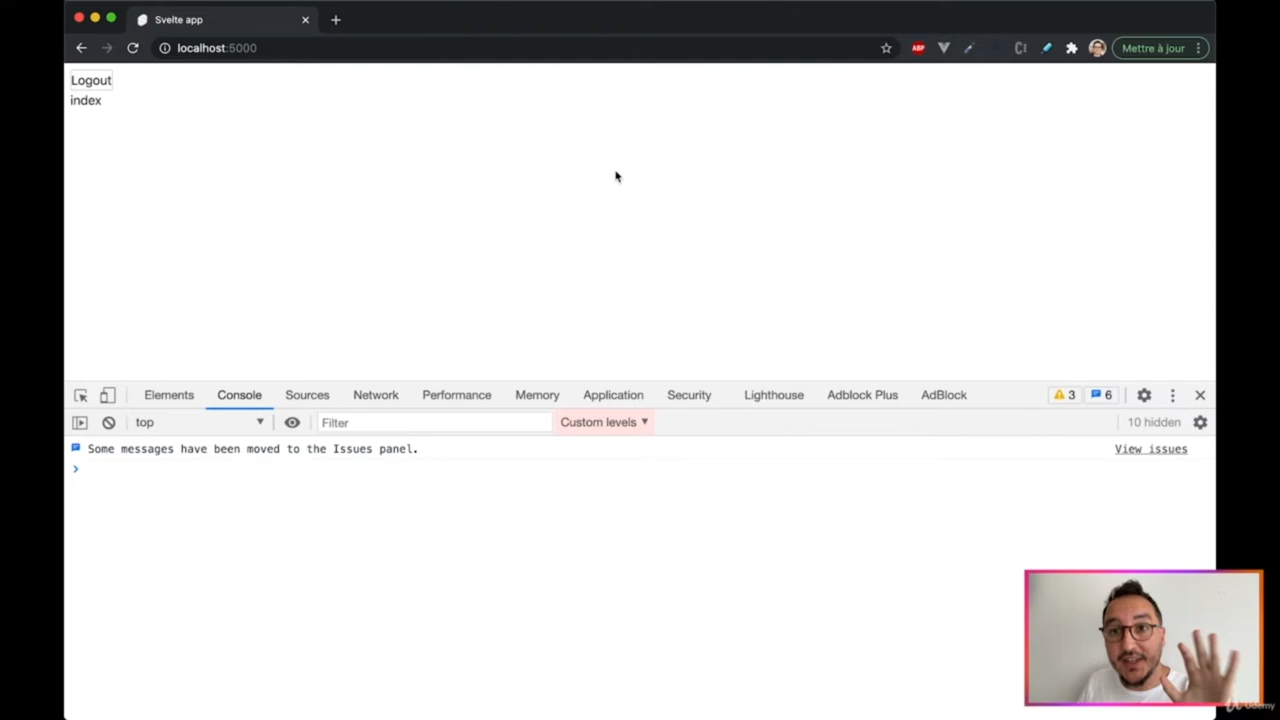 Svelte app
localhost:5000
ABP
Mettre à jour
Logout
index
Elements Console Sources Network Performance Memory Application Security Lighthouse Adblock Plus AdBlock 3 6
top Filter Custom levels 10 hidden
Some messages have been moved to the Issues panel. View issues
Udemy